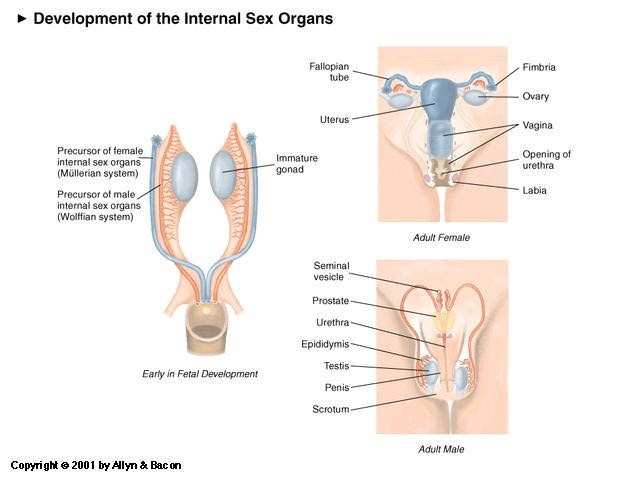 ► Development of the Internal Sex Organs
Precursor of female
internal sex organs
(Müllerian system)
Precursor of male
internal sex organs
(Wolffian system)
Immature
gonad
Early in Fetal Development
Fallopian
tube
Uterus
Fimbria
Ovary
Vagina
Opening of
urethra
Labia
Adult Female
Seminal
vesicle
Prostate
Urethra
Epididymis
Testis
Penis
Scrotum
Adult Male
Copyright © 2001 by Allyn & Bacon